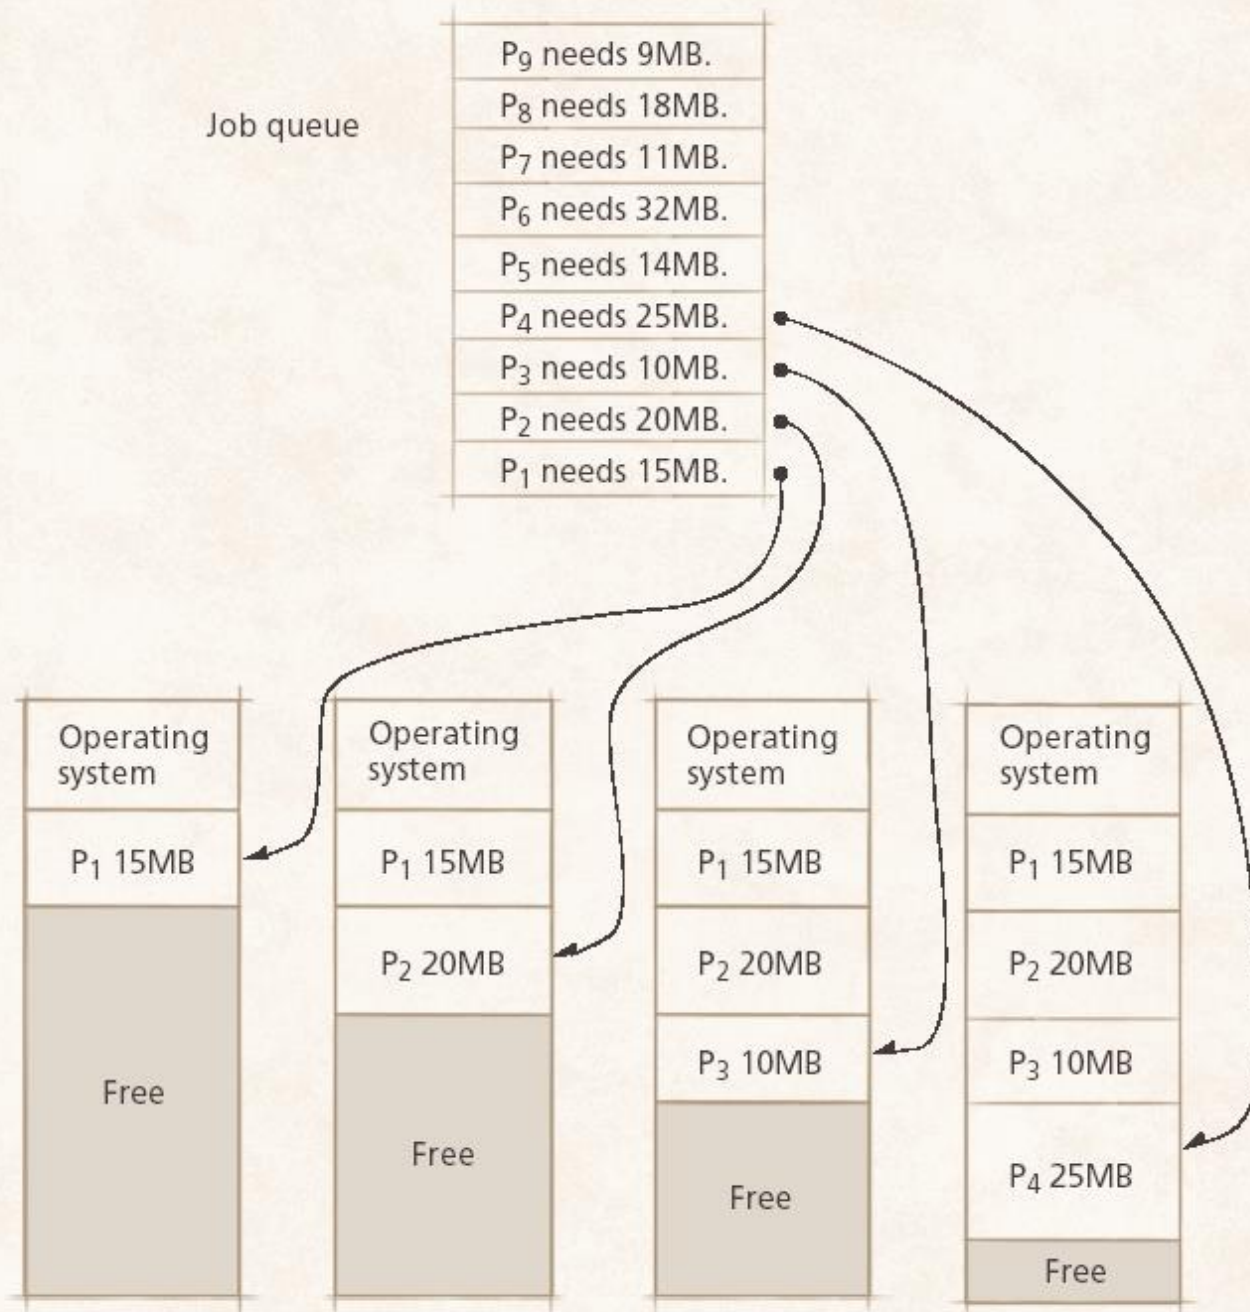 Job queue
P9 needs 9MB.
P8 needs 18MB.
P7 needs 11MB.
P6 needs 32MB.
P5 needs 14MB.
P4 needs 25MB.
P3 needs 10MB.
P2 needs 20MB.
P1 needs 15MB.
Operating
system
P1 15MB
Free
Operating
system
P1 15MB
P2 20MB
Free
Operating
system
P1 15MB
P2 20MB
P3 10MB
Free
Operating
system
P1 15MB
P2 20MB
P3 10MB
P4 25MB
Free